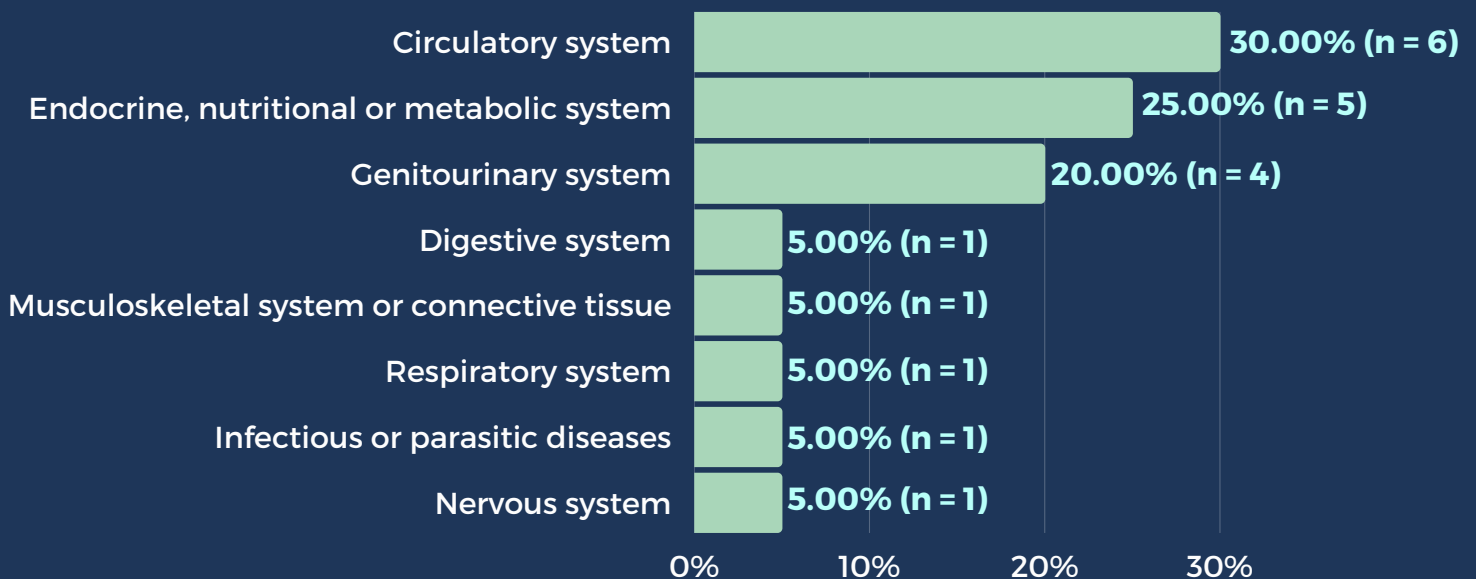 Circulatory system 30.00% (n = 6)
Endocrine, nutritional or metabolic system 25.00% (n = 5)
Genitourinary system 20.00% (n = 4)
Digestive system 5.00% (n = 1)
Musculoskeletal system or connective tissue 5.00% (n = 1)
Respiratory system 5.00% (n = 1)
Infectious or parasitic diseases 5.00% (n = 1)
Nervous system 5.00% (n = 1)
0% 10% 20% 30%